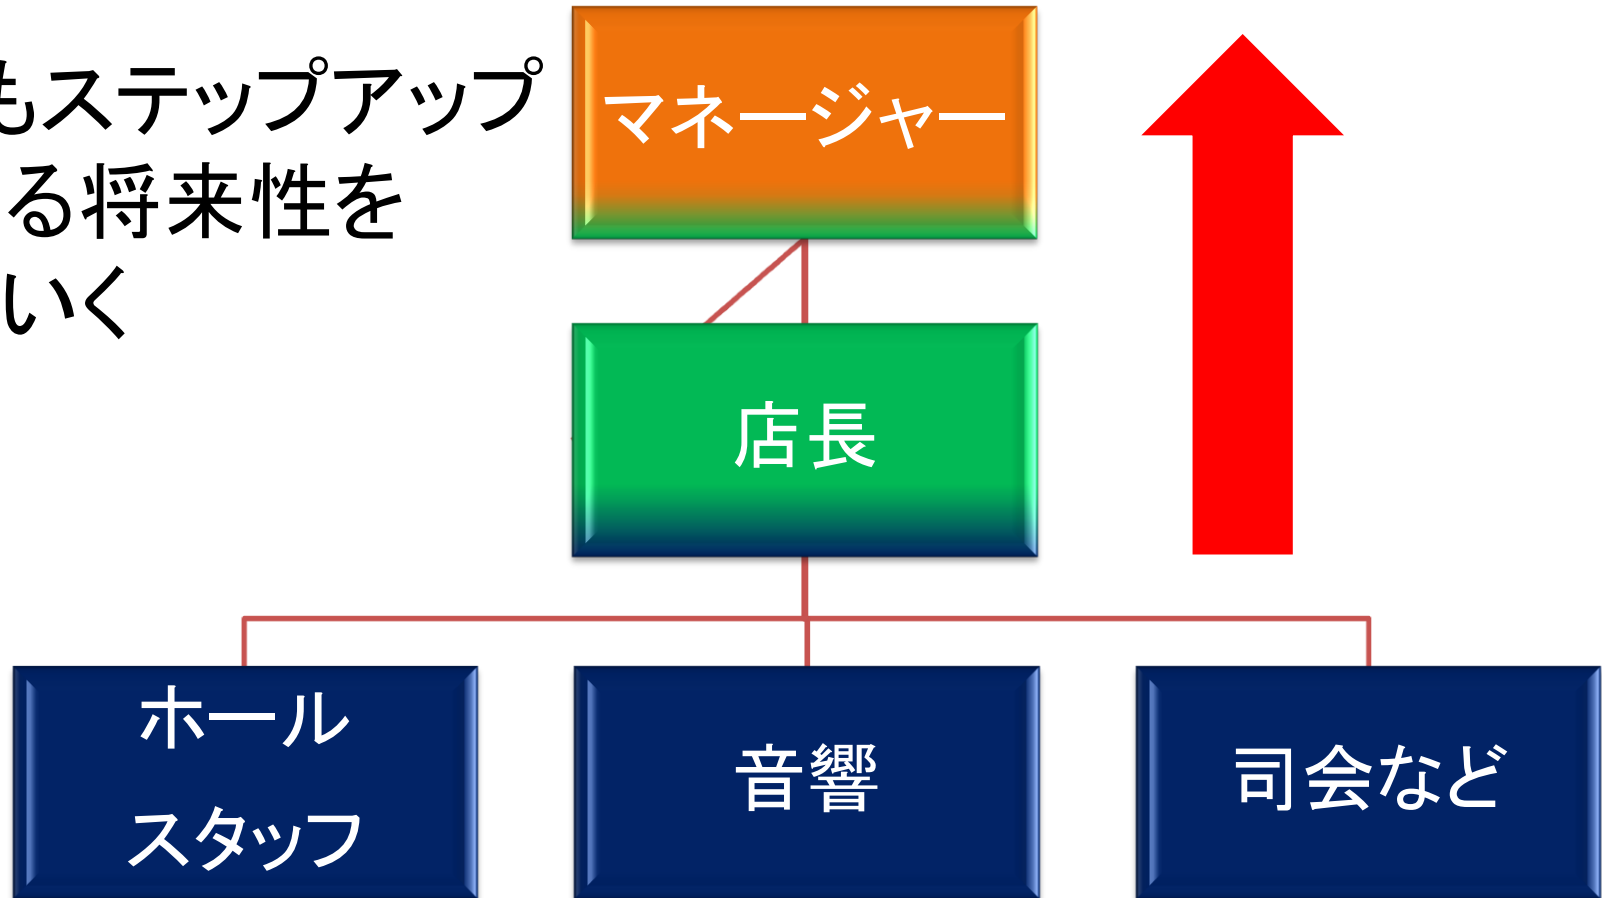 もステップアップ
る将来性を
いく
マネージャー
店長
ホール
スタッフ
音響
司会など